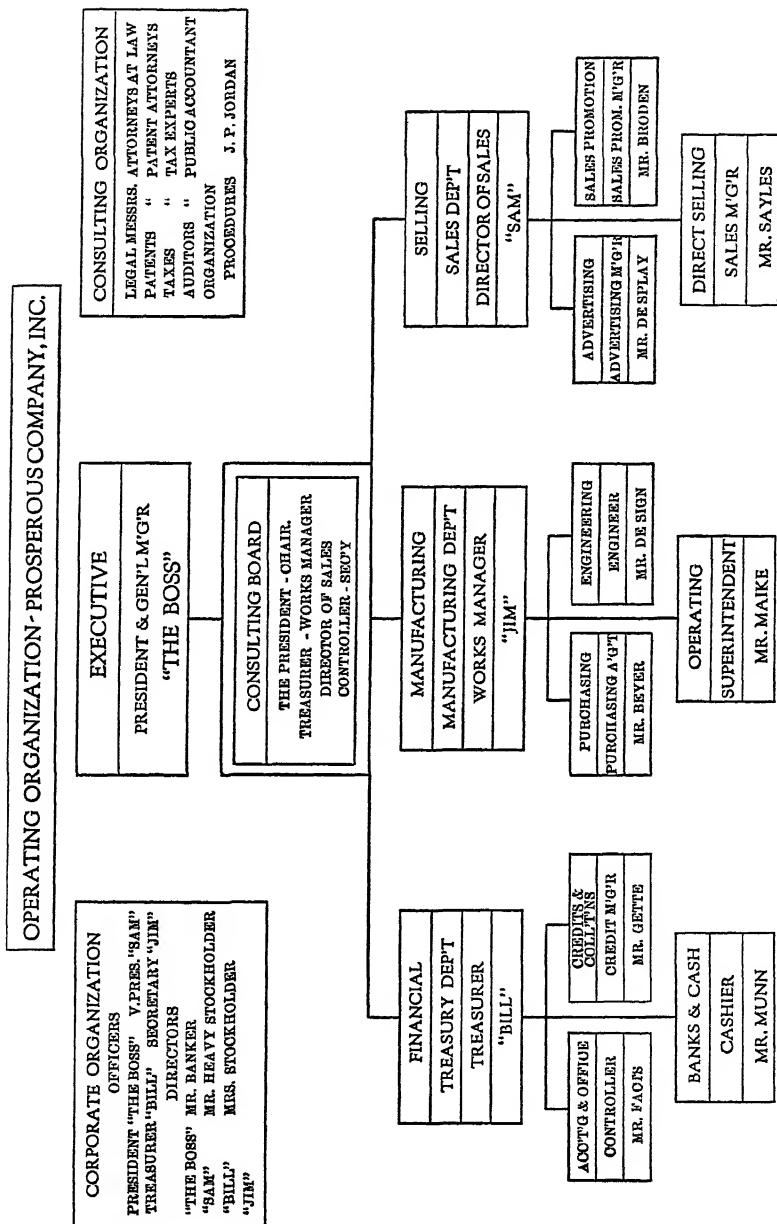 OPERATING ORGANIZATION-PROSPEROUS COMPANY, INC.
CORPORATE ORGANIZATION
OFFICERS
PRESIDENT "THE BOSS" V.PRES. "SAM"
TREASURER "BILL" SECRETARY "JIM"
DIRECTORS
"THE BOSS" MR. BANKER
"SAM" MR. HEAVY STOCKHOLDER
"BILL" MRS. STOCKHOLDER
"JIM"
EXECUTIVE
PRESIDENT & GEN'L M'G'R
"THE BOSS"
CONSULTING ORGANIZATION
LEGAL MESSRS. ATTORNEYS AT LAW
PATENTS " PATENT ATTORNEYS
TAXES " TAX EXPERTS
AUDITORS " PUBLIC ACCOUNTANT
ORGANIZATION
PROCEDURES J. P. JORDAN
CONSULTING BOARD
THE PRESIDENT - CHAIR.
TREASURER - WORKS MANAGER
DIRECTOR OF SALES
CONTROLLER - SEC'Y
FINANCIAL
TREASURY DEP'T
TREASURER
"BILL"
MANUFACTURING
MANUFACTURING DEP'T
WORKS MANAGER
"JIM"
SELLING
SALES DEP'T
DIRECTOR OF SALES
"SAM"
ACC'T'G & OFFICE
CONTROLLER
MR. FACTS
CREDITS &
COLL'T'NS
CREDIT M'G'R
MR. GETTE
PURCHASING
PURCHASING A'G'T
MR. BEYER
ENGINEERING
ENGINEER
MR. DE SIGN
ADVERTISING
ADVERTISING M'G'R
MR. DE SPLAY
SALES PROMOTION
SALES PROM. M'G'R
MR. BRODEN
BANKS & CASH
CASHIER
MR. MUNN
OPERATING
SUPERINTENDENT
MR. MAIKE
DIRECT SELLING
SALES M'G'R
MR. SAYLES